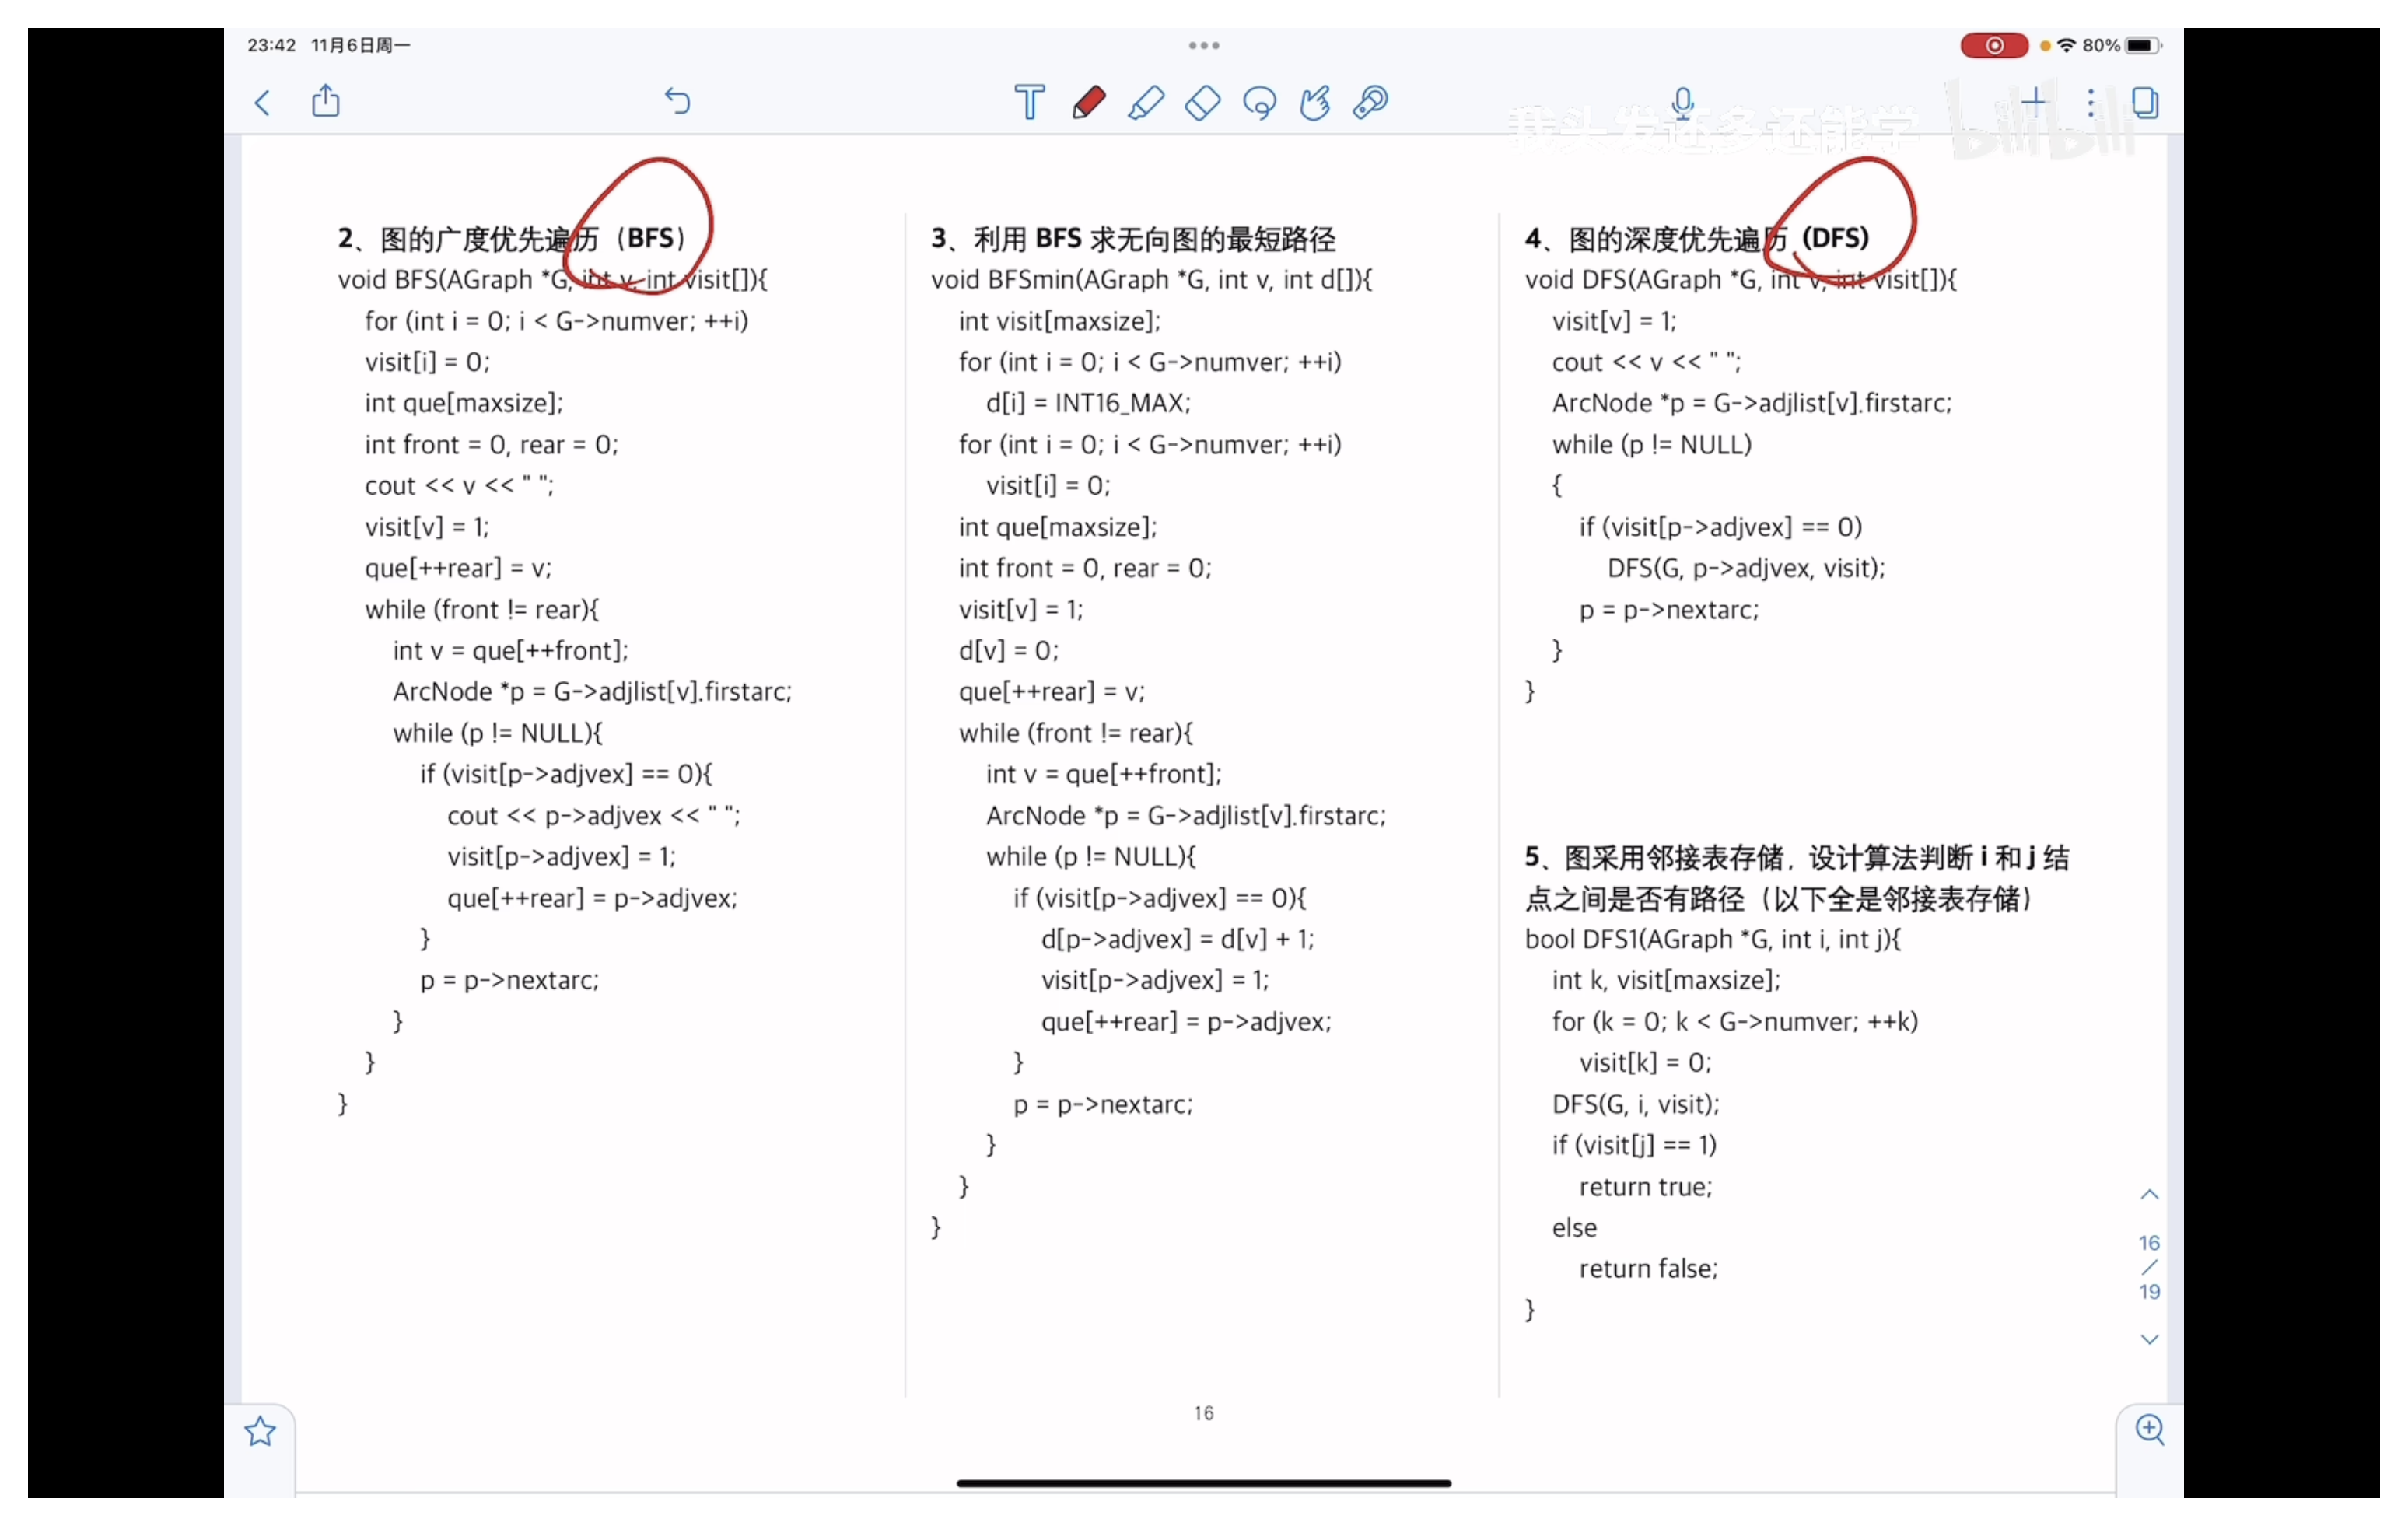 23:42 11月6日周一
80%
我头发还多还能学 bilibili
2、图的广度优先遍历（BFS）
void BFS(AGraph *G, int v, int visit[]){
for (int i = 0; i < G->numver; ++i)
visit[i] = 0;
int que[maxsize];
int front = 0, rear = 0;
cout << v << " ";
visit[v] = 1;
que[++rear] = v;
while (front != rear){
int v = que[++front];
ArcNode *p = G->adjlist[v].firstarc;
while (p != NULL){
if (visit[p->adjvex] == 0){
cout << p->adjvex << " ";
visit[p->adjvex] = 1;
que[++rear] = p->adjvex;
}
p = p->nextarc;
}
}
}
3、利用 BFS 求无向图的最短路径
void BFSmin(AGraph *G, int v, int d[]){
int visit[maxsize];
for (int i = 0; i < G->numver; ++i)
d[i] = INT16_MAX;
for (int i = 0; i < G->numver; ++i)
visit[i] = 0;
int que[maxsize];
int front = 0, rear = 0;
visit[v] = 1;
d[v] = 0;
que[++rear] = v;
while (front != rear){
int v = que[++front];
ArcNode *p = G->adjlist[v].firstarc;
while (p != NULL){
if (visit[p->adjvex] == 0){
d[p->adjvex] = d[v] + 1;
visit[p->adjvex] = 1;
que[++rear] = p->adjvex;
}
p = p->nextarc;
}
}
}
4、图的深度优先遍历 (DFS)
void DFS(AGraph *G, int v, int visit[]){
visit[v] = 1;
cout << v << " ";
ArcNode *p = G->adjlist[v].firstarc;
while (p != NULL)
{
if (visit[p->adjvex] == 0)
DFS(G, p->adjvex, visit);
p = p->nextarc;
}
}
5、图采用邻接表存储，设计算法判断 i 和 j 结
点之间是否有路径（以下全是邻接表存储）
bool DFS1(AGraph *G, int i, int j){
int k, visit[maxsize];
for (k = 0; k < G->numver; ++k)
visit[k] = 0;
DFS(G, i, visit);
if (visit[j] == 1)
return true;
else
return false;
}
16
/
19
16